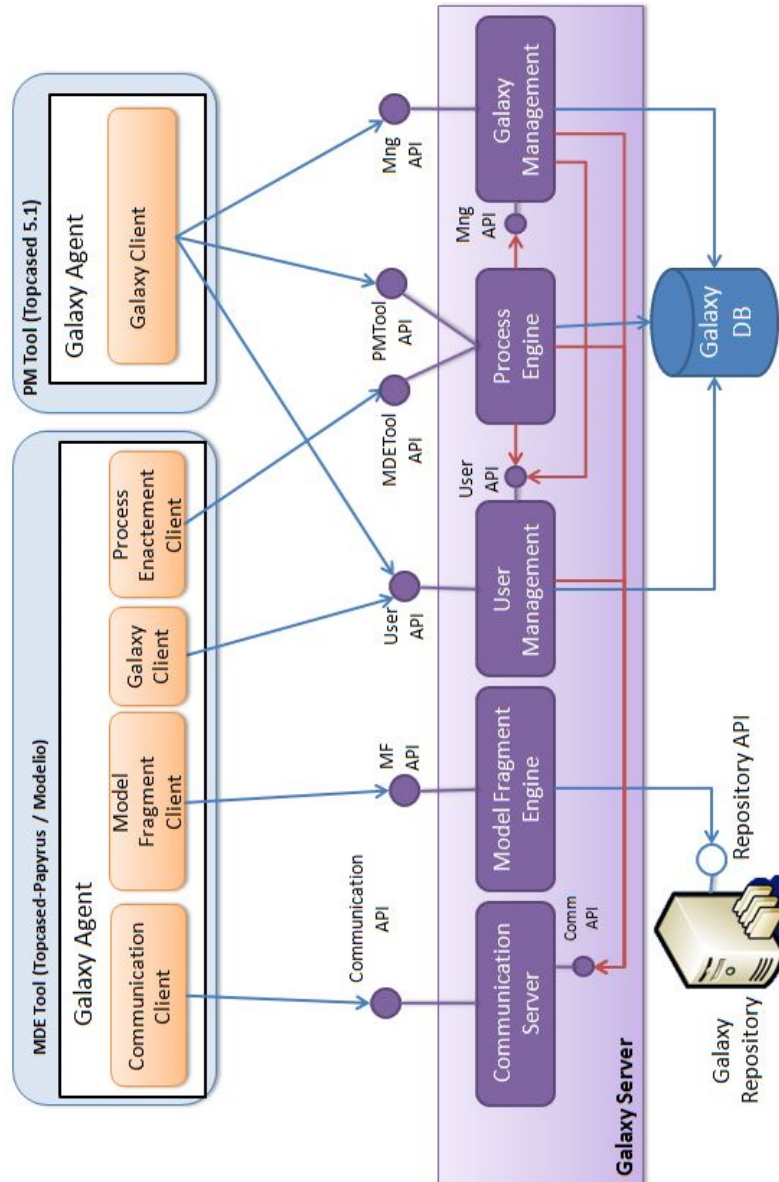 MDE Tool (Topcased-Papyrus / Modelio)
Galaxy Agent
Communication
Client
Model
Fragment
Client
Galaxy
Client
Process
Enactement
Client
PM Tool (Topcased 5.1)
Galaxy Agent
Galaxy Client
Communication
API
MF
API
User
API
MDETool
API
PMTool
API
Mng
API
Communication
Server
Model Fragment
Engine
User
Management
User
API
Process
Engine
Mng
API
Galaxy
Management
Comm
API
Galaxy Server
Galaxy
Repository
Repository API
Galaxy
DB